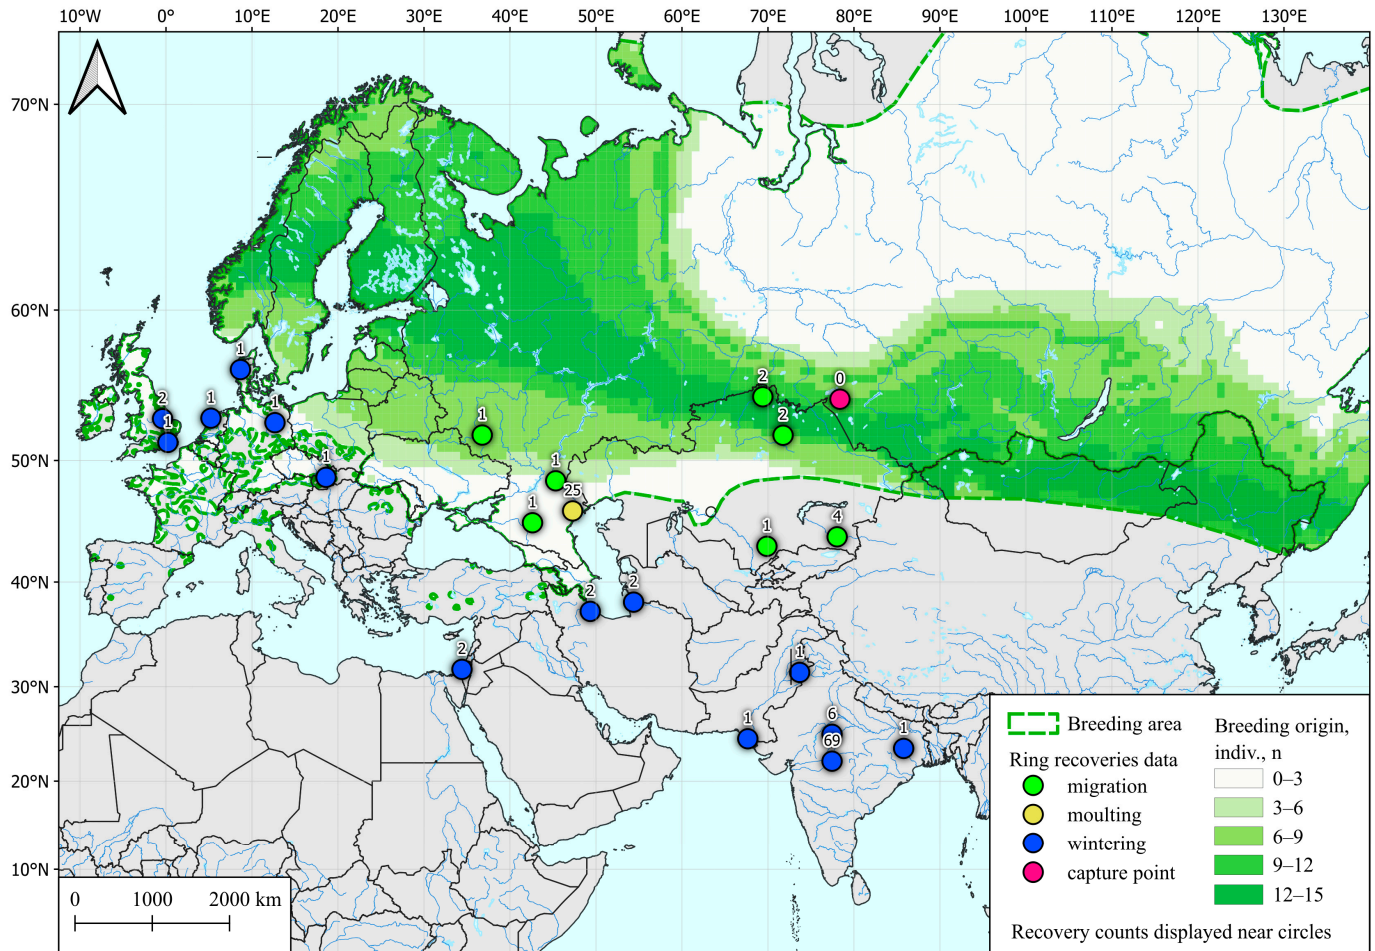 10°W 0° 10°E 20°E 30°E 40°E 50°E 60°E 70°E 80°E 90°E 100°E 110°E 120°E 130°E
70°N
60°N
1
2
0
2
1
1
2
1
1
1
2
50°N
1
1
25
1
1
4
40°N
2
2
2
1
30°N
1
6
69
1
20°N
10°N
0 1000 2000 km
Breeding area
Ring recoveries data
migration
moulting
wintering
capture point
Breeding origin,
indiv., n
0–3
3–6
6–9
9–12
12–15
Recovery counts displayed near circles